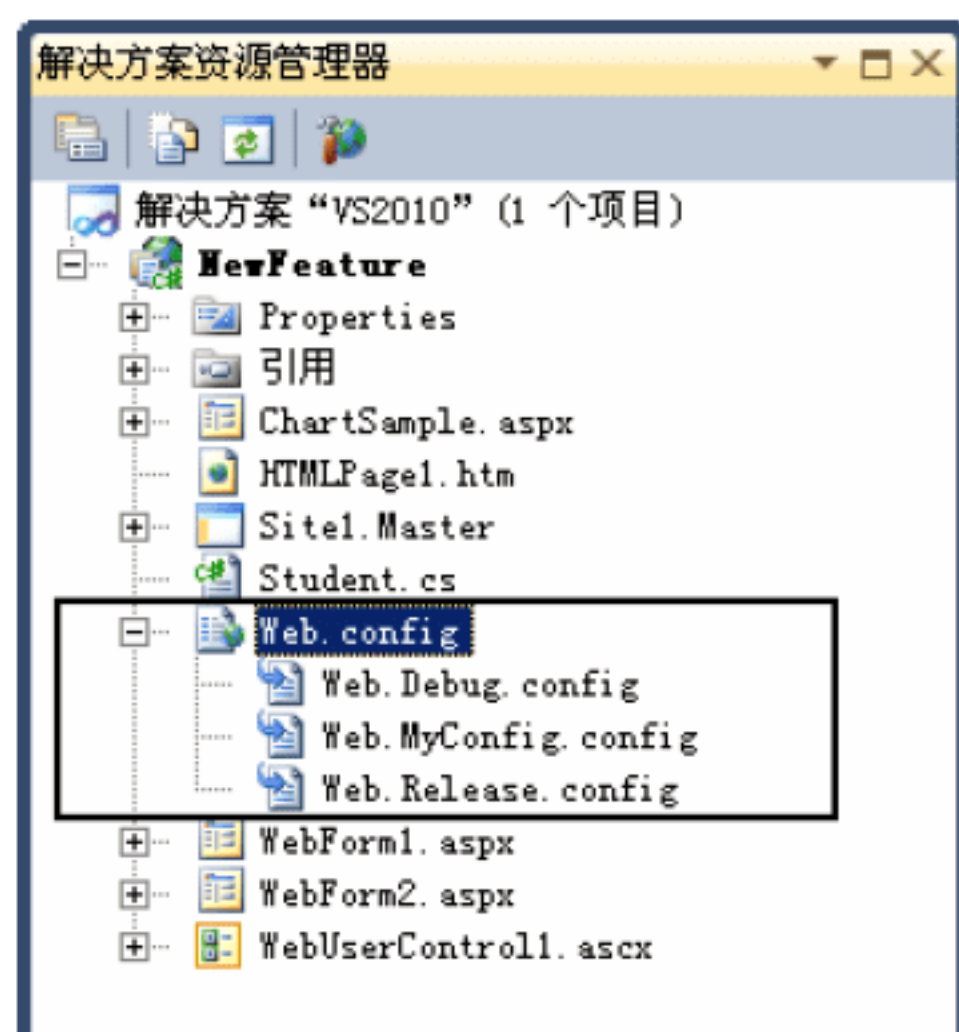 解决方案资源管理器
解决方案“VS2010”(1 个项目)
NewFeature
Properties
引用
ChartSample.aspx
HTMLPage1.htm
Site1.Master
Student.cs
Web.config
Web.Debug.config
Web.MyConfig.config
Web.Release.config
WebForm1.aspx
WebForm2.aspx
WebUserControl1.ascx